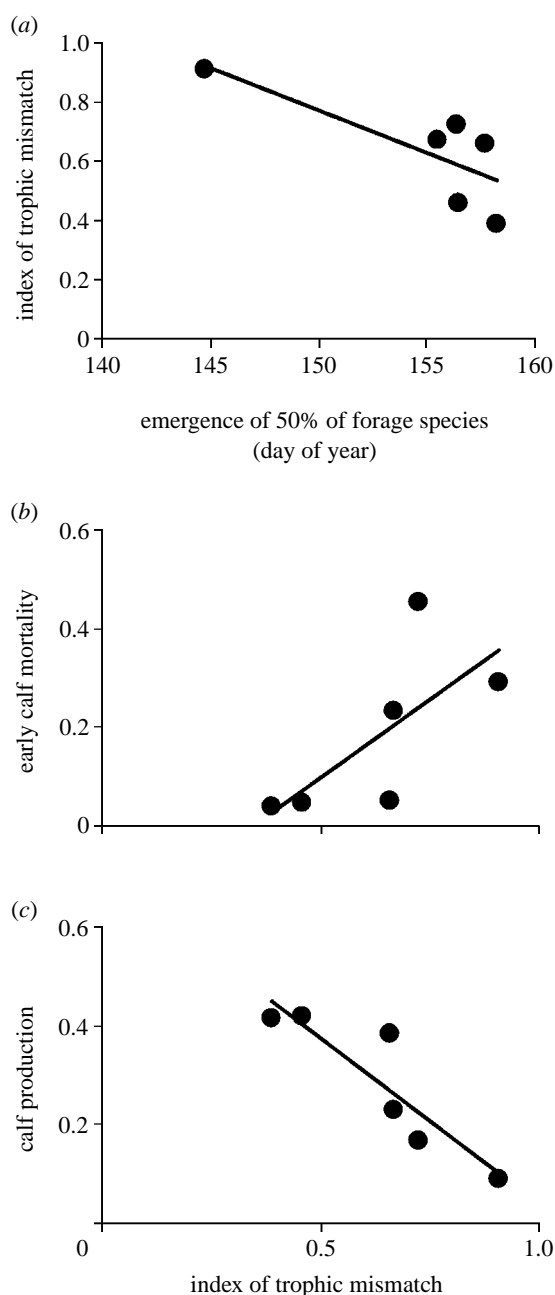 (a)
1.0
0.8
0.6
0.4
0.2
0
index of trophic mismatch
140
145
150
155
160
emergence of 50% of forage species
(day of year)
(b)
0.6
0.4
0.2
0
early calf mortality
(c)
0.6
0.4
0.2
calf production
0
0.5
1.0
index of trophic mismatch